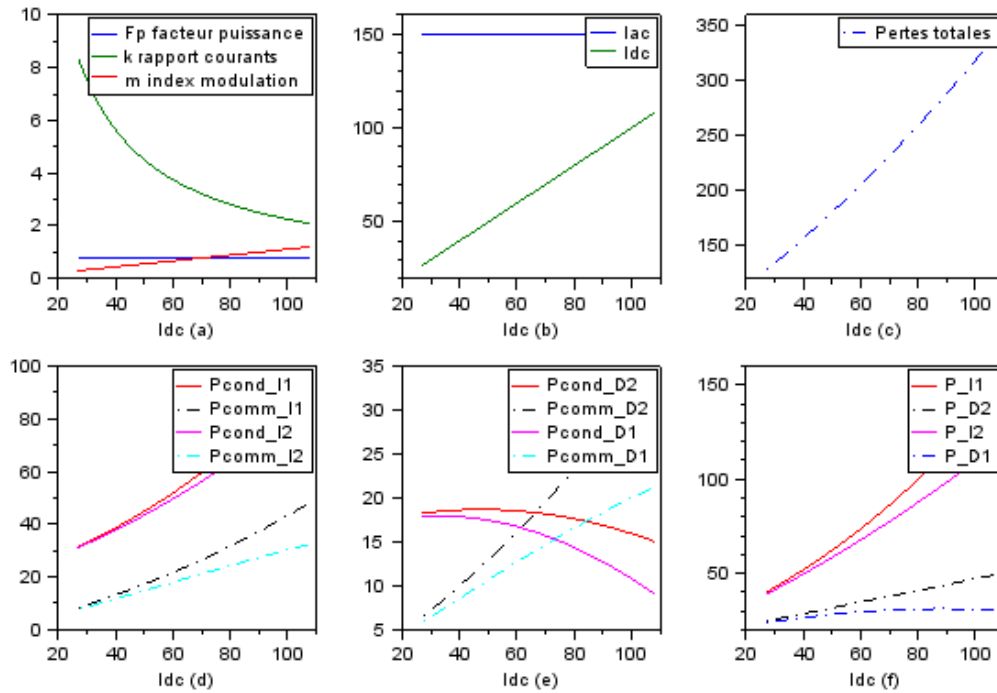 10
8
6
4
2
0
Fp facteur puissance
k rapport courants
m index modulation
20 40 60 80 100
Idc (a)
150
100
50
Iac
Idc
20 40 60 80 100
Idc (b)
350
300
250
200
150
Pertes totales
20 40 60 80 100
Idc (c)
100
80
60
40
20
0
Pcond_I1
Pcomm_I1
Pcond_I2
Pcomm_I2
20 40 60 80 100
Idc (d)
35
30
25
20
15
10
5
Pcond_D2
Pcomm_D2
Pcond_D1
Pcomm_D1
20 40 60 80 100
Idc (e)
150
100
50
P_I1
P_D2
P_I2
P_D1
20 40 60 80 100
Idc (f)